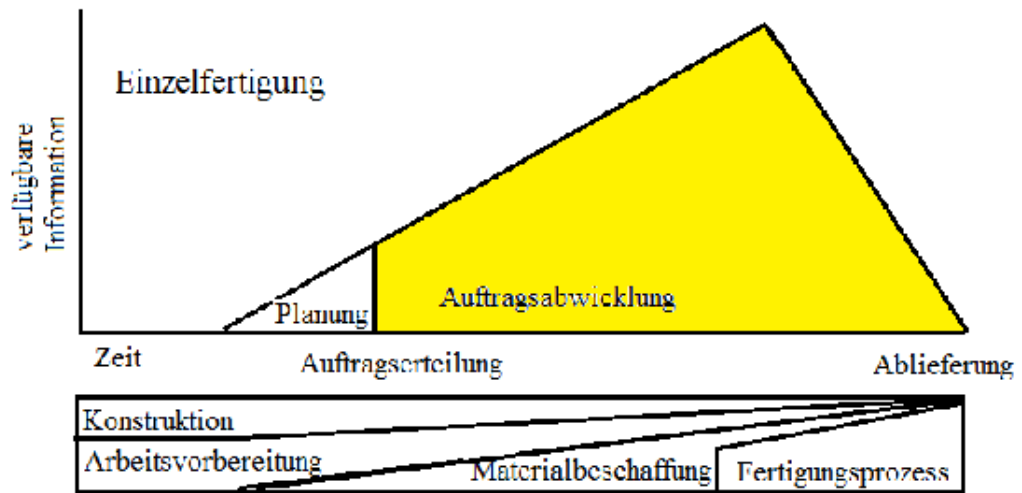 Einzelfertigung
verfügbare
Information
Planung
Auftragsabwicklung
Zeit
Auftragserteilung
Ablieferung
Konstruktion
Arbeitsvorbereitung
Materialbeschaffung
Fertigungsprozess